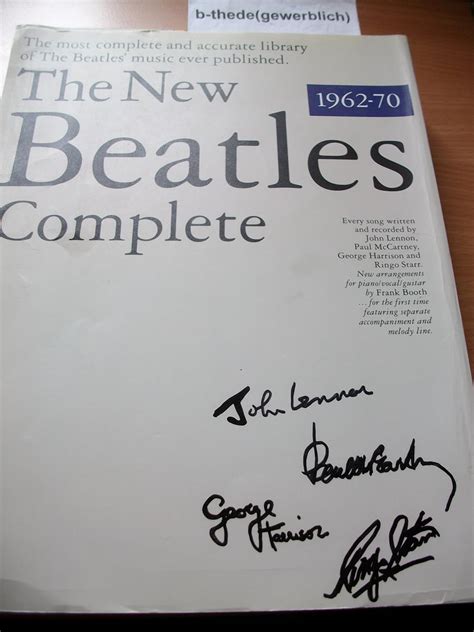 b-thede(gewerblich)
The most complete and accurate library
of The Beatles' music ever published.
The New
1962-70
Beatles
Complete
Every song written
and recorded by
John Lennon,
Paul McCartney,
George Harrison and
Ringo Starr.
New arrangements
for piano/vocal/guitar
by Frank Booth
...for the first time
featuring separate
accompaniment and
melody line.
John Lennon
George
Harrison
Ringo Starr